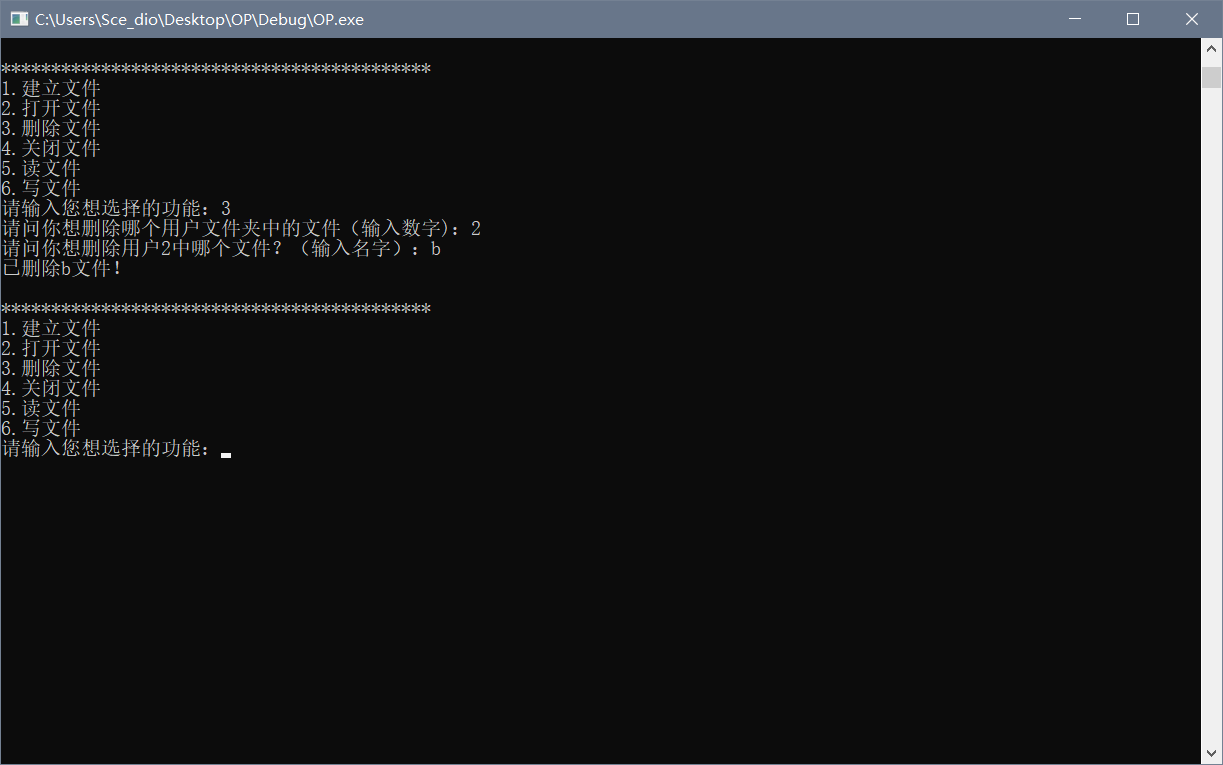 C:\Users\Sce_dio\Desktop\OP\Debug\OP.exe
*******************************************
1.建立文件
2.打开文件
3.删除文件
4.关闭文件
5.读文件
6.写文件
请输入您想选择的功能：3
请问你想删除哪个用户文件夹中的文件（输入数字)：2
请问你想删除用户2中哪个文件？（输入名字）：b
已删除b文件！
*******************************************
1.建立文件
2.打开文件
3.删除文件
4.关闭文件
5.读文件
6.写文件
请输入您想选择的功能：